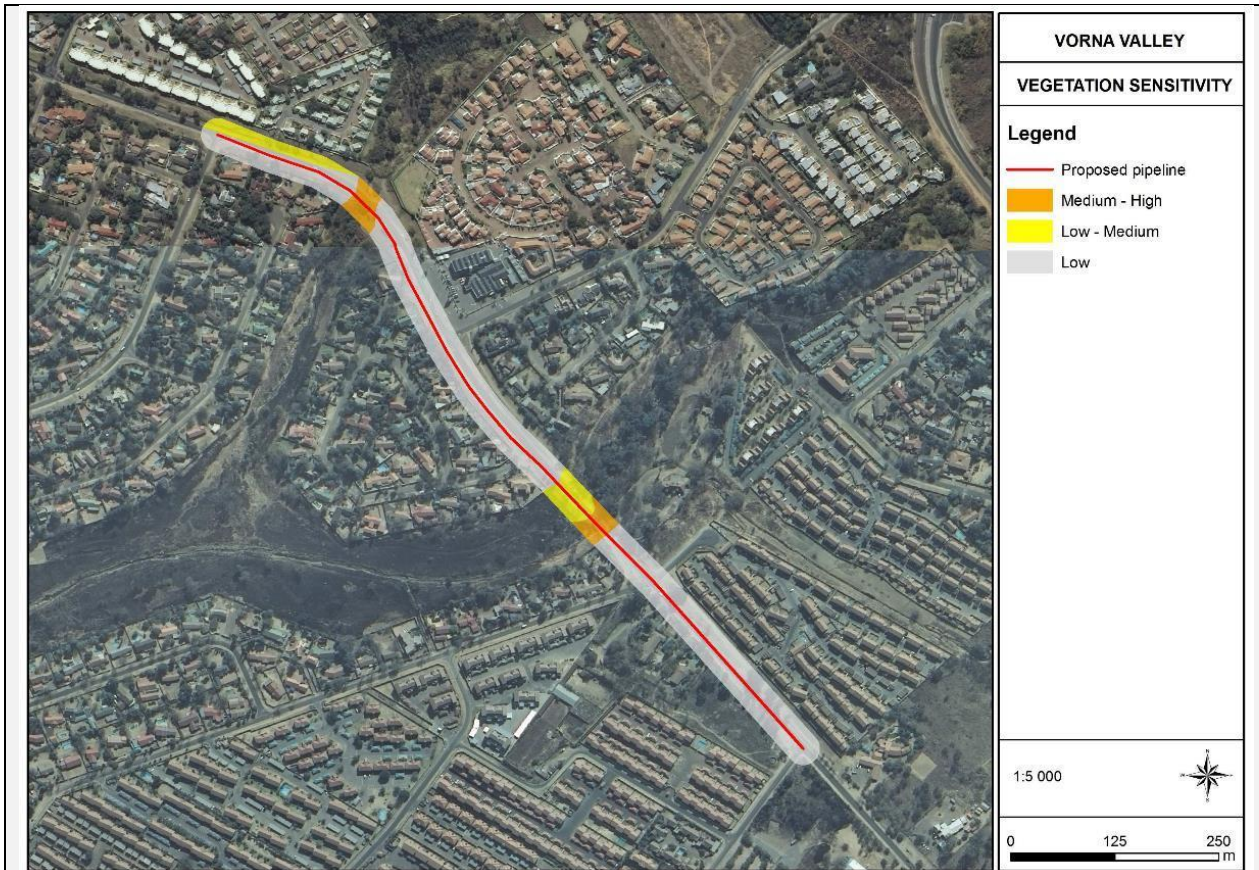 VORNA VALLEY
VEGETATION SENSITIVITY
Legend
Proposed pipeline
Medium - High
Low - Medium
Low
1:5 000
0 125 250
m